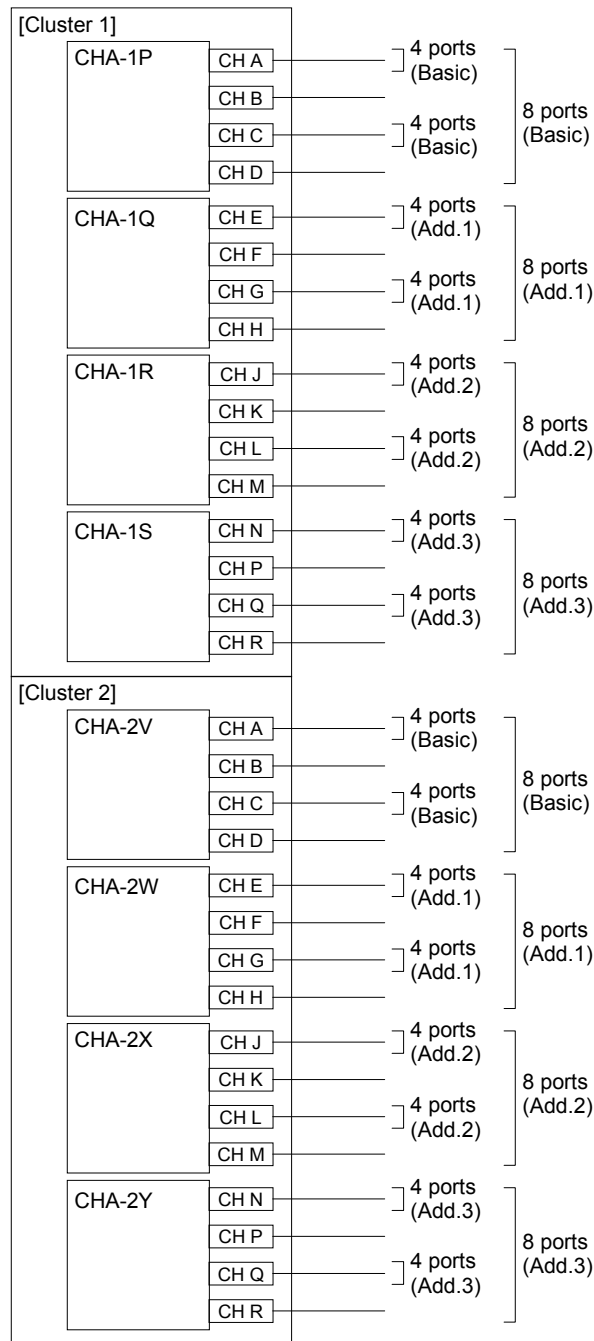 [Cluster 1]
CHA-1P
CH A
4 ports
(Basic)
CH B
CH C
4 ports
(Basic)
CH D
8 ports
(Basic)
CHA-1Q
CH E
4 ports
(Add.1)
CH F
CH G
4 ports
(Add.1)
CH H
8 ports
(Add.1)
CHA-1R
CH J
4 ports
(Add.2)
CH K
CH L
4 ports
(Add.2)
CH M
8 ports
(Add.2)
CHA-1S
CH N
4 ports
(Add.3)
CH P
CH Q
4 ports
(Add.3)
CH R
8 ports
(Add.3)
[Cluster 2]
CHA-2V
CH A
4 ports
(Basic)
CH B
CH C
4 ports
(Basic)
CH D
8 ports
(Basic)
CHA-2W
CH E
4 ports
(Add.1)
CH F
CH G
4 ports
(Add.1)
CH H
8 ports
(Add.1)
CHA-2X
CH J
4 ports
(Add.2)
CH K
CH L
4 ports
(Add.2)
CH M
8 ports
(Add.2)
CHA-2Y
CH N
4 ports
(Add.3)
CH P
CH Q
4 ports
(Add.3)
CH R
8 ports
(Add.3)